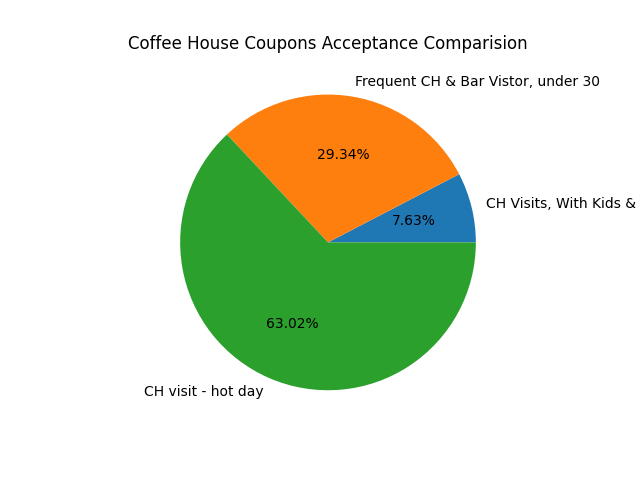 Coffee House Coupons Acceptance Comparision
Frequent CH & Bar Vistor, under 30
29.34%
CH Visits, With Kids &
7.63%
63.02%
CH visit - hot day